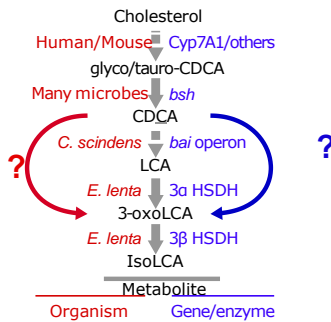 Cholesterol
Human/Mouse Cyp7A1/others
glyco/tauro-CDCA
Many microbes bsh
CDCA
? C. scindens bai operon ?
LCA
E. lenta 3α HSDH
3-oxoLCA
E. lenta 3β HSDH
IsoLCA
Metabolite
Organism Gene/enzyme